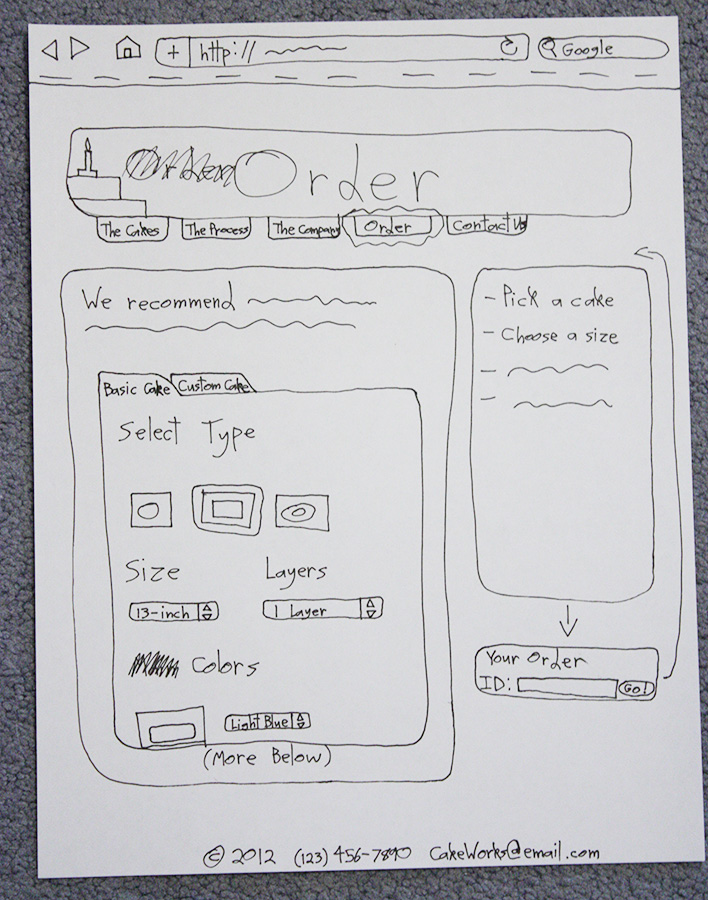 http://
Google
Order
The Cakes
The Process
The Company
Order
Contact Us
We recommend
Basic Cake
Custom Cake
Select Type
Size
Layers
13-inch
1 Layer
Colors
Light Blue
(More Below)
- Pick a cake
- Choose a size
-
-
Your Order
ID:
Go!
© 2012 (123) 456-7890 CakeWorks@email.com